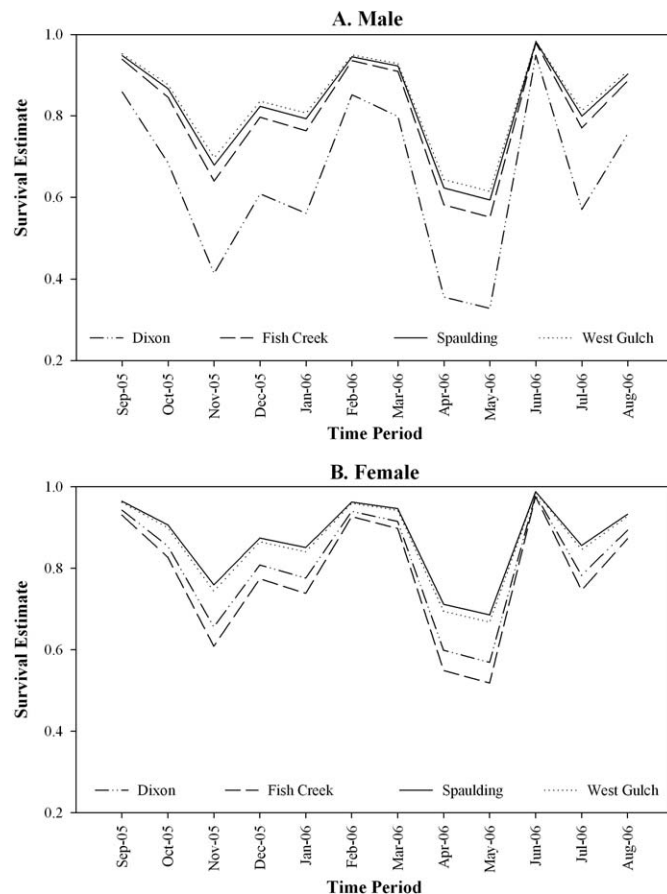 A. Male
1.0
0.8
0.6
0.4
0.2
Survival Estimate
Dixon Fish Creek Spaulding West Gulch
Sep-05 Oct-05 Nov-05 Dec-05 Jan-06 Feb-06 Mar-06 Apr-06 May-06 Jun-06 Jul-06 Aug-06
Time Period
B. Female
1.0
0.8
0.6
0.4
0.2
Survival Estimate
Dixon Fish Creek Spaulding West Gulch
Sep-05 Oct-05 Nov-05 Dec-05 Jan-06 Feb-06 Mar-06 Apr-06 May-06 Jun-06 Jul-06 Aug-06
Time Period